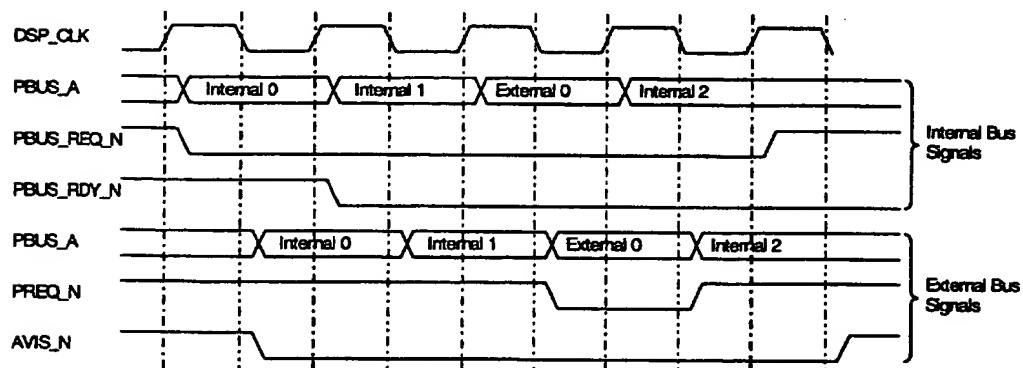 DSP_CLK
PBUS_A
Internal 0
Internal 1
External 0
Internal 2
PBUS_REQ_N
Internal Bus
Signals
PBUS_RDY_N
PBUS_A
Internal 0
Internal 1
External 0
Internal 2
PREQ_N
External Bus
Signals
AVIS_N